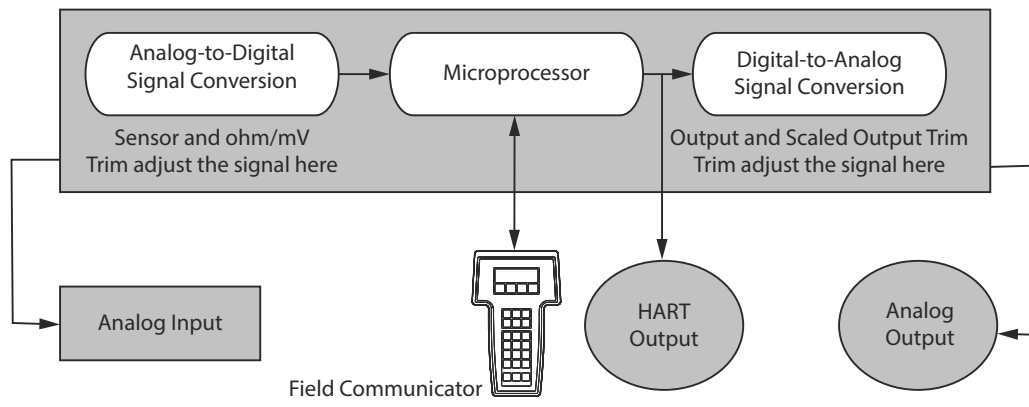 Analog-to-Digital
Signal Conversion
Microprocessor
Digital-to-Analog
Signal Conversion
Sensor and ohm/mV
Trim adjust the signal here
Output and Scaled Output Trim
Trim adjust the signal here
Analog Input
Field Communicator
HART
Output
Analog
Output